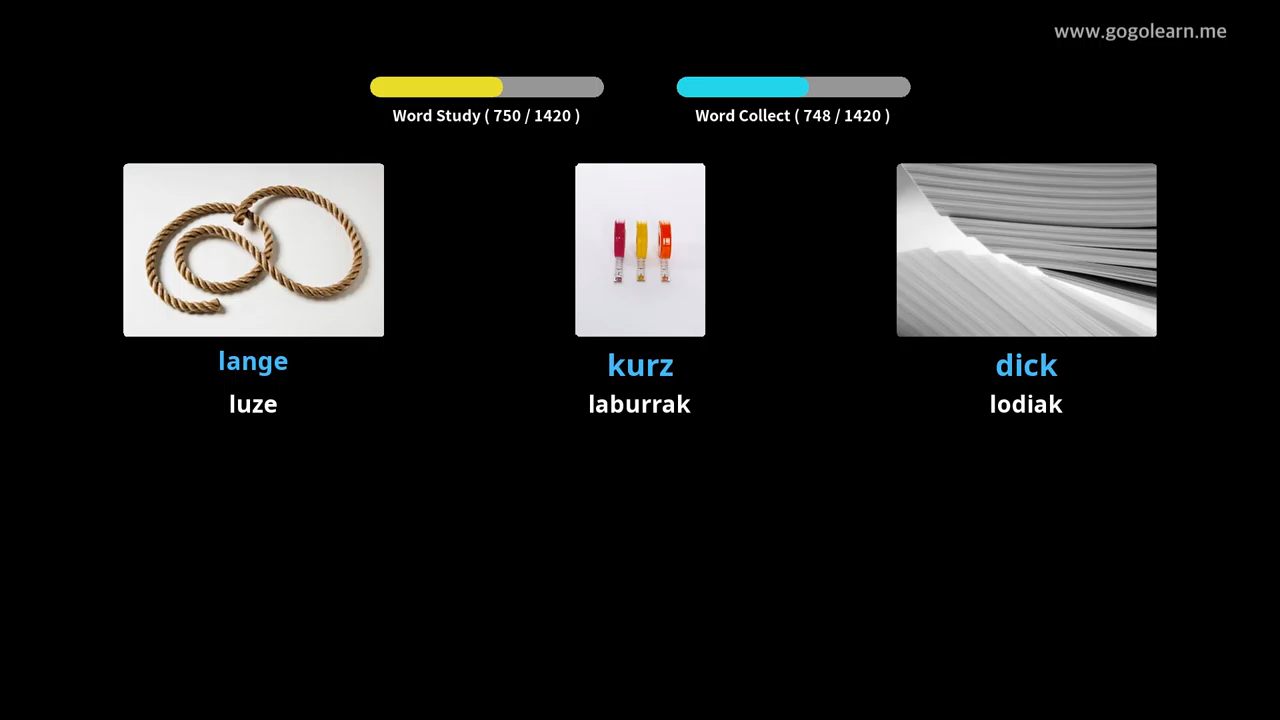 www.gogolearn.me
Word Study ( 750 / 1420 )
Word Collect ( 748 / 1420 )
lange
kurz
dick
luze
laburrak
lodiak